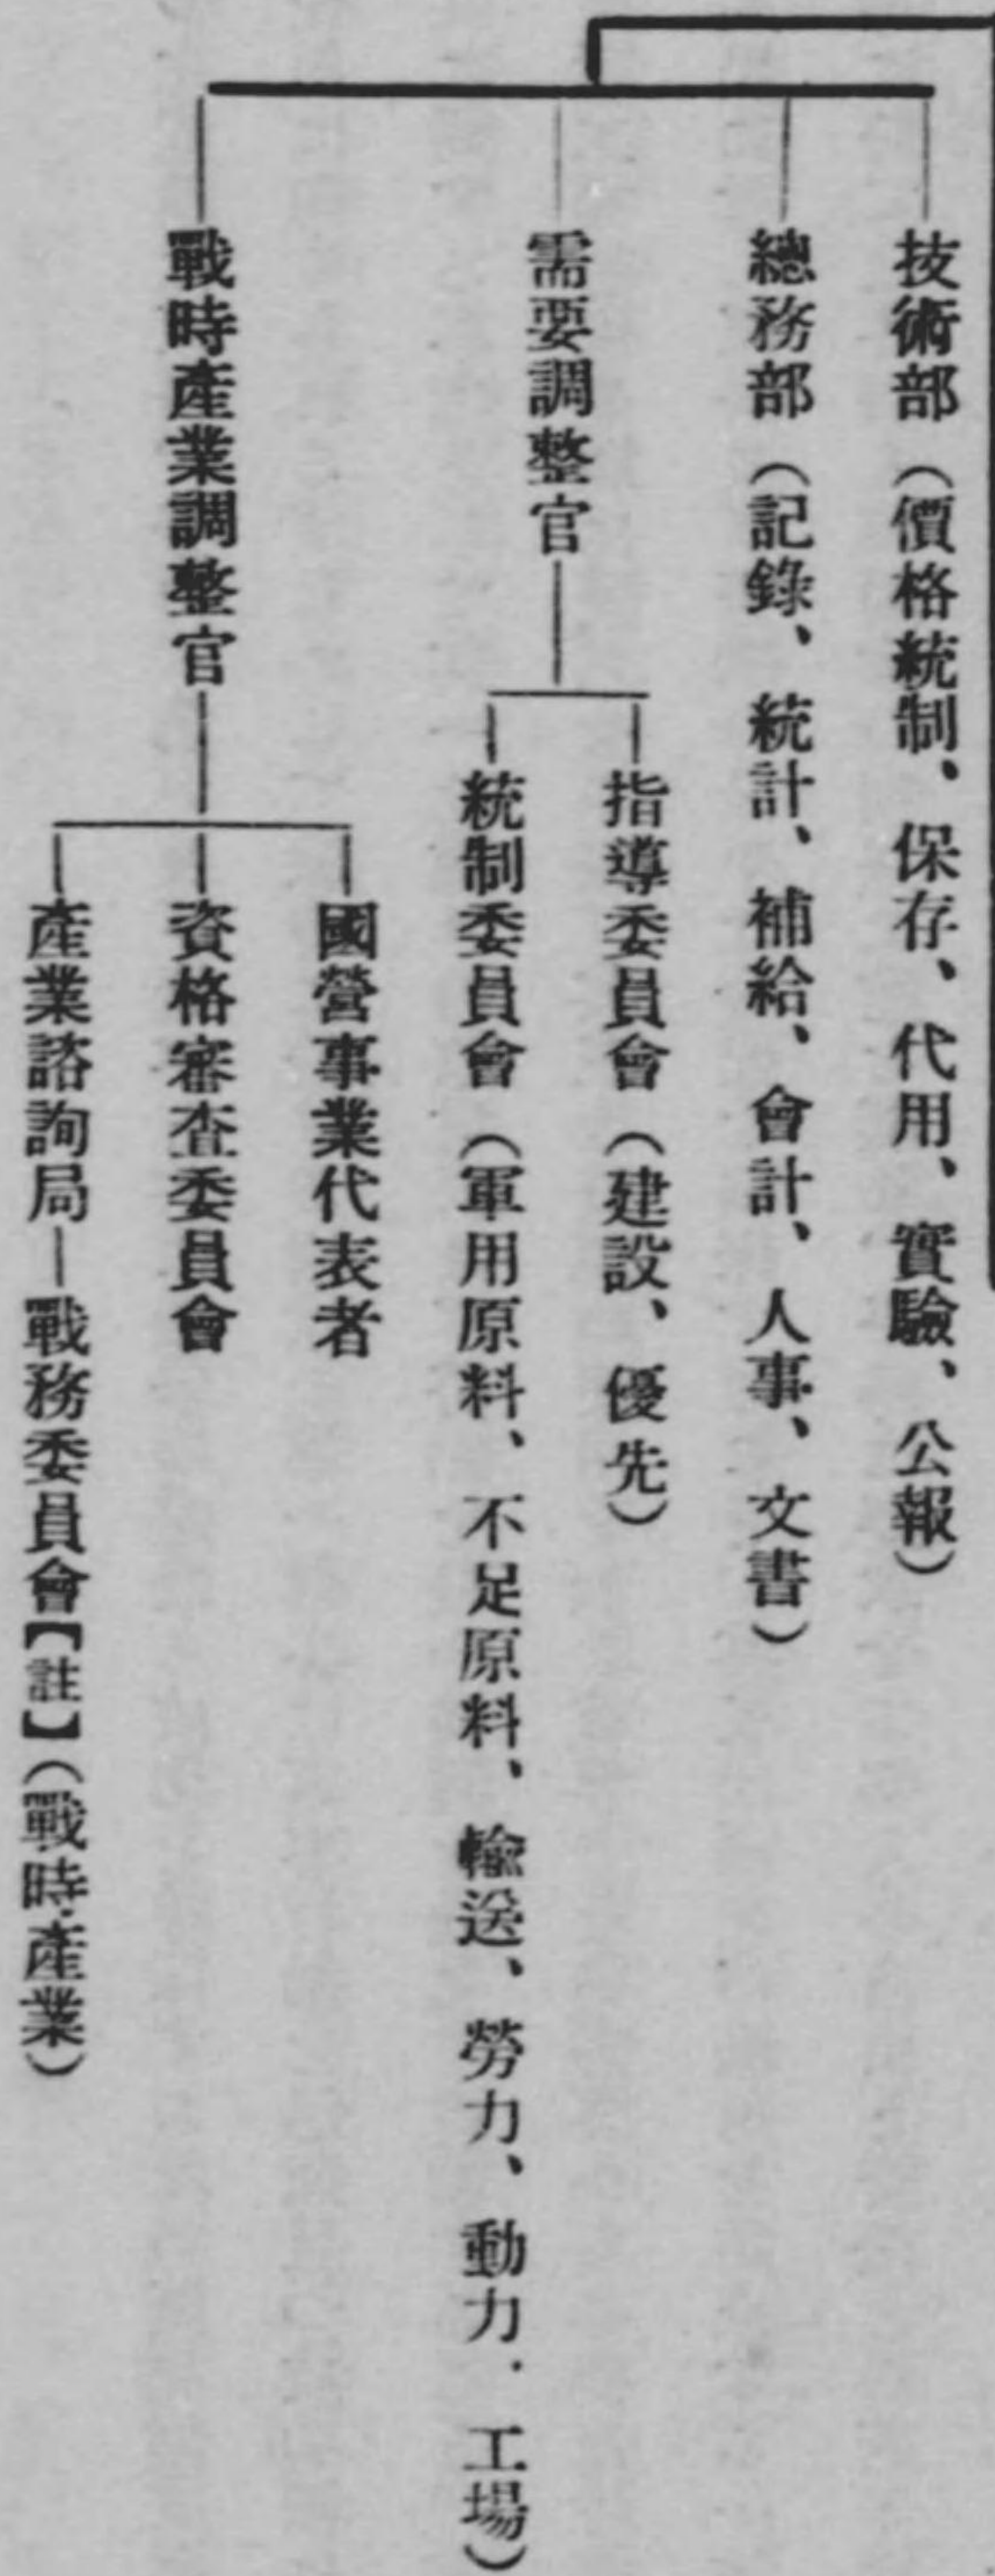 技術部（價格統制、保存、代用、實驗、公報）
總務部（記錄、統計、補給、會計、人事、文書）
需要調整官
指導委員會（建設、優先）
統制委員會（軍用原料、不足原料、輸送、勞力、動力．工場）
戰時產業調整官
國營事業代表者
資格審查委員會
產業諮詢局—戰務委員會【註】（戰時產業）